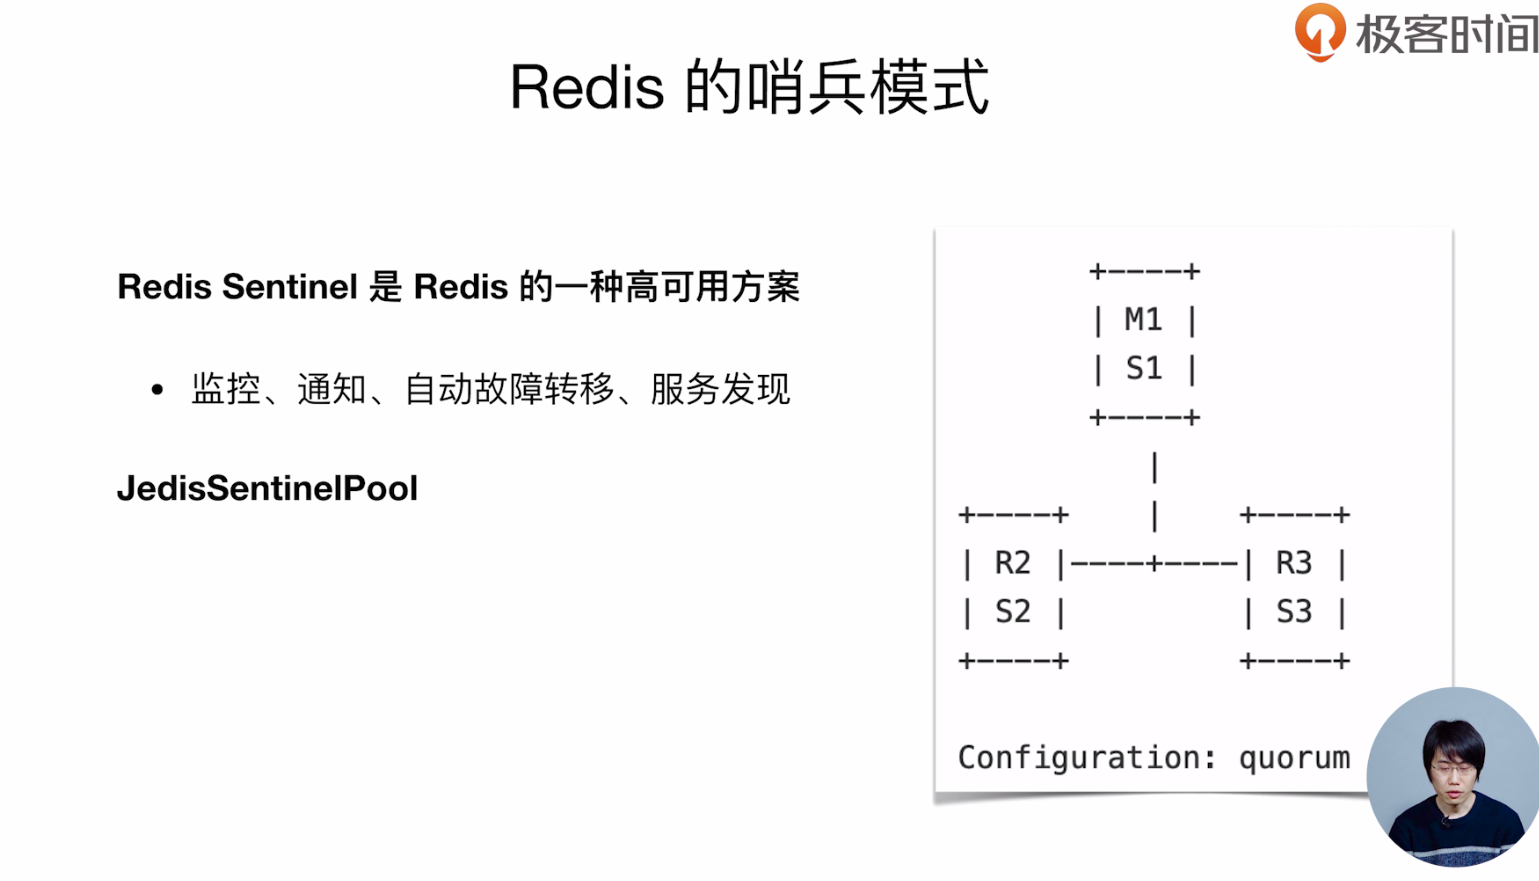 极客时间
Redis 的哨兵模式
Redis Sentinel 是 Redis 的一种高可用方案
• 监控、通知、自动故障转移、服务发现
JedisSentinelPool
+----+
| M1 |
| S1 |
+----+
|
+----+    |    +----+
| R2 |----+----| R3 |
| S2 |         | S3 |
+----+         +----+
Configuration: quorum